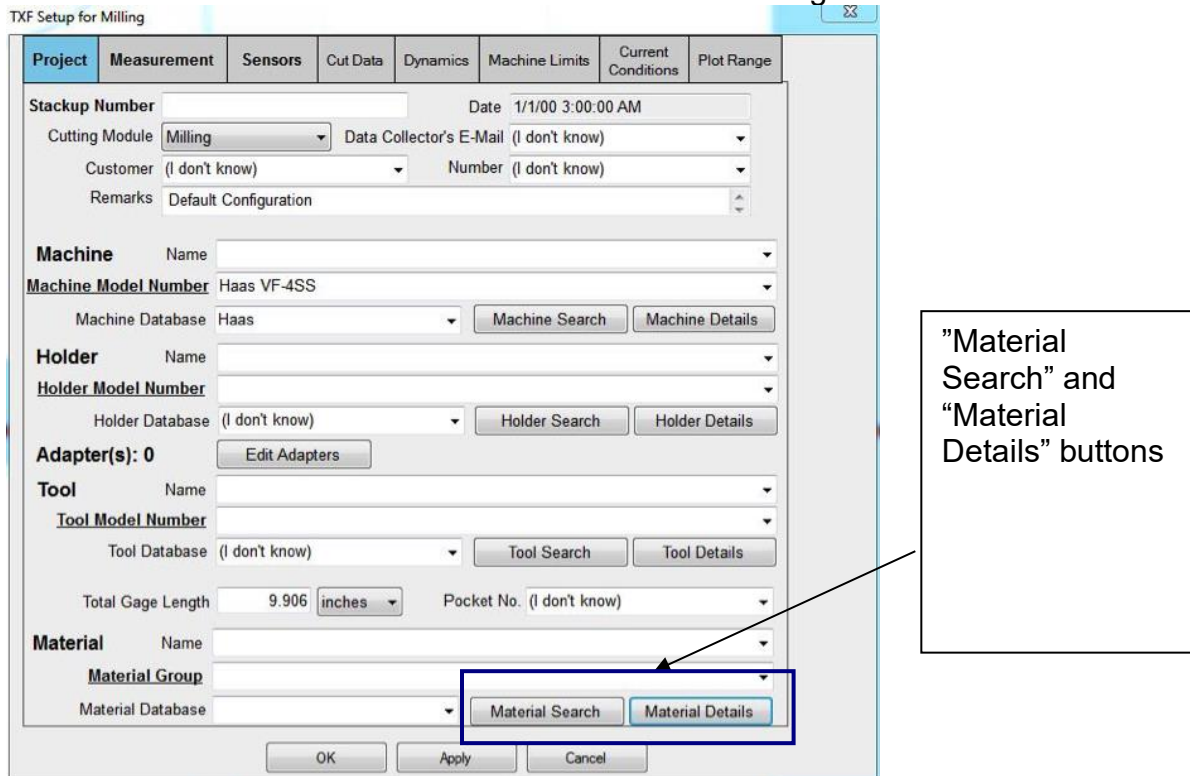 TXF Setup for Milling
Project Measurement Sensors Cut Data Dynamics Machine Limits Current Conditions Plot Range
Stackup Number Date 1/1/00 3:00:00 AM
Cutting Module Milling Data Collector's E-Mail (I don't know)
Customer (I don't know) Number (I don't know)
Remarks Default Configuration
Machine Name
Machine Model Number Haas VF-4SS
Machine Database Haas Machine Search Machine Details
Holder Name
Holder Model Number
Holder Database (I don't know) Holder Search Holder Details
Adapter(s): 0 Edit Adapters
Tool Name
Tool Model Number
Tool Database (I don't know) Tool Search Tool Details
Total Gage Length 9.906 inches Pocket No. (I don't know)
Material Name
Material Group
Material Database Material Search Material Details
OK Apply Cancel
”Material
Search” and
“Material
Details” buttons